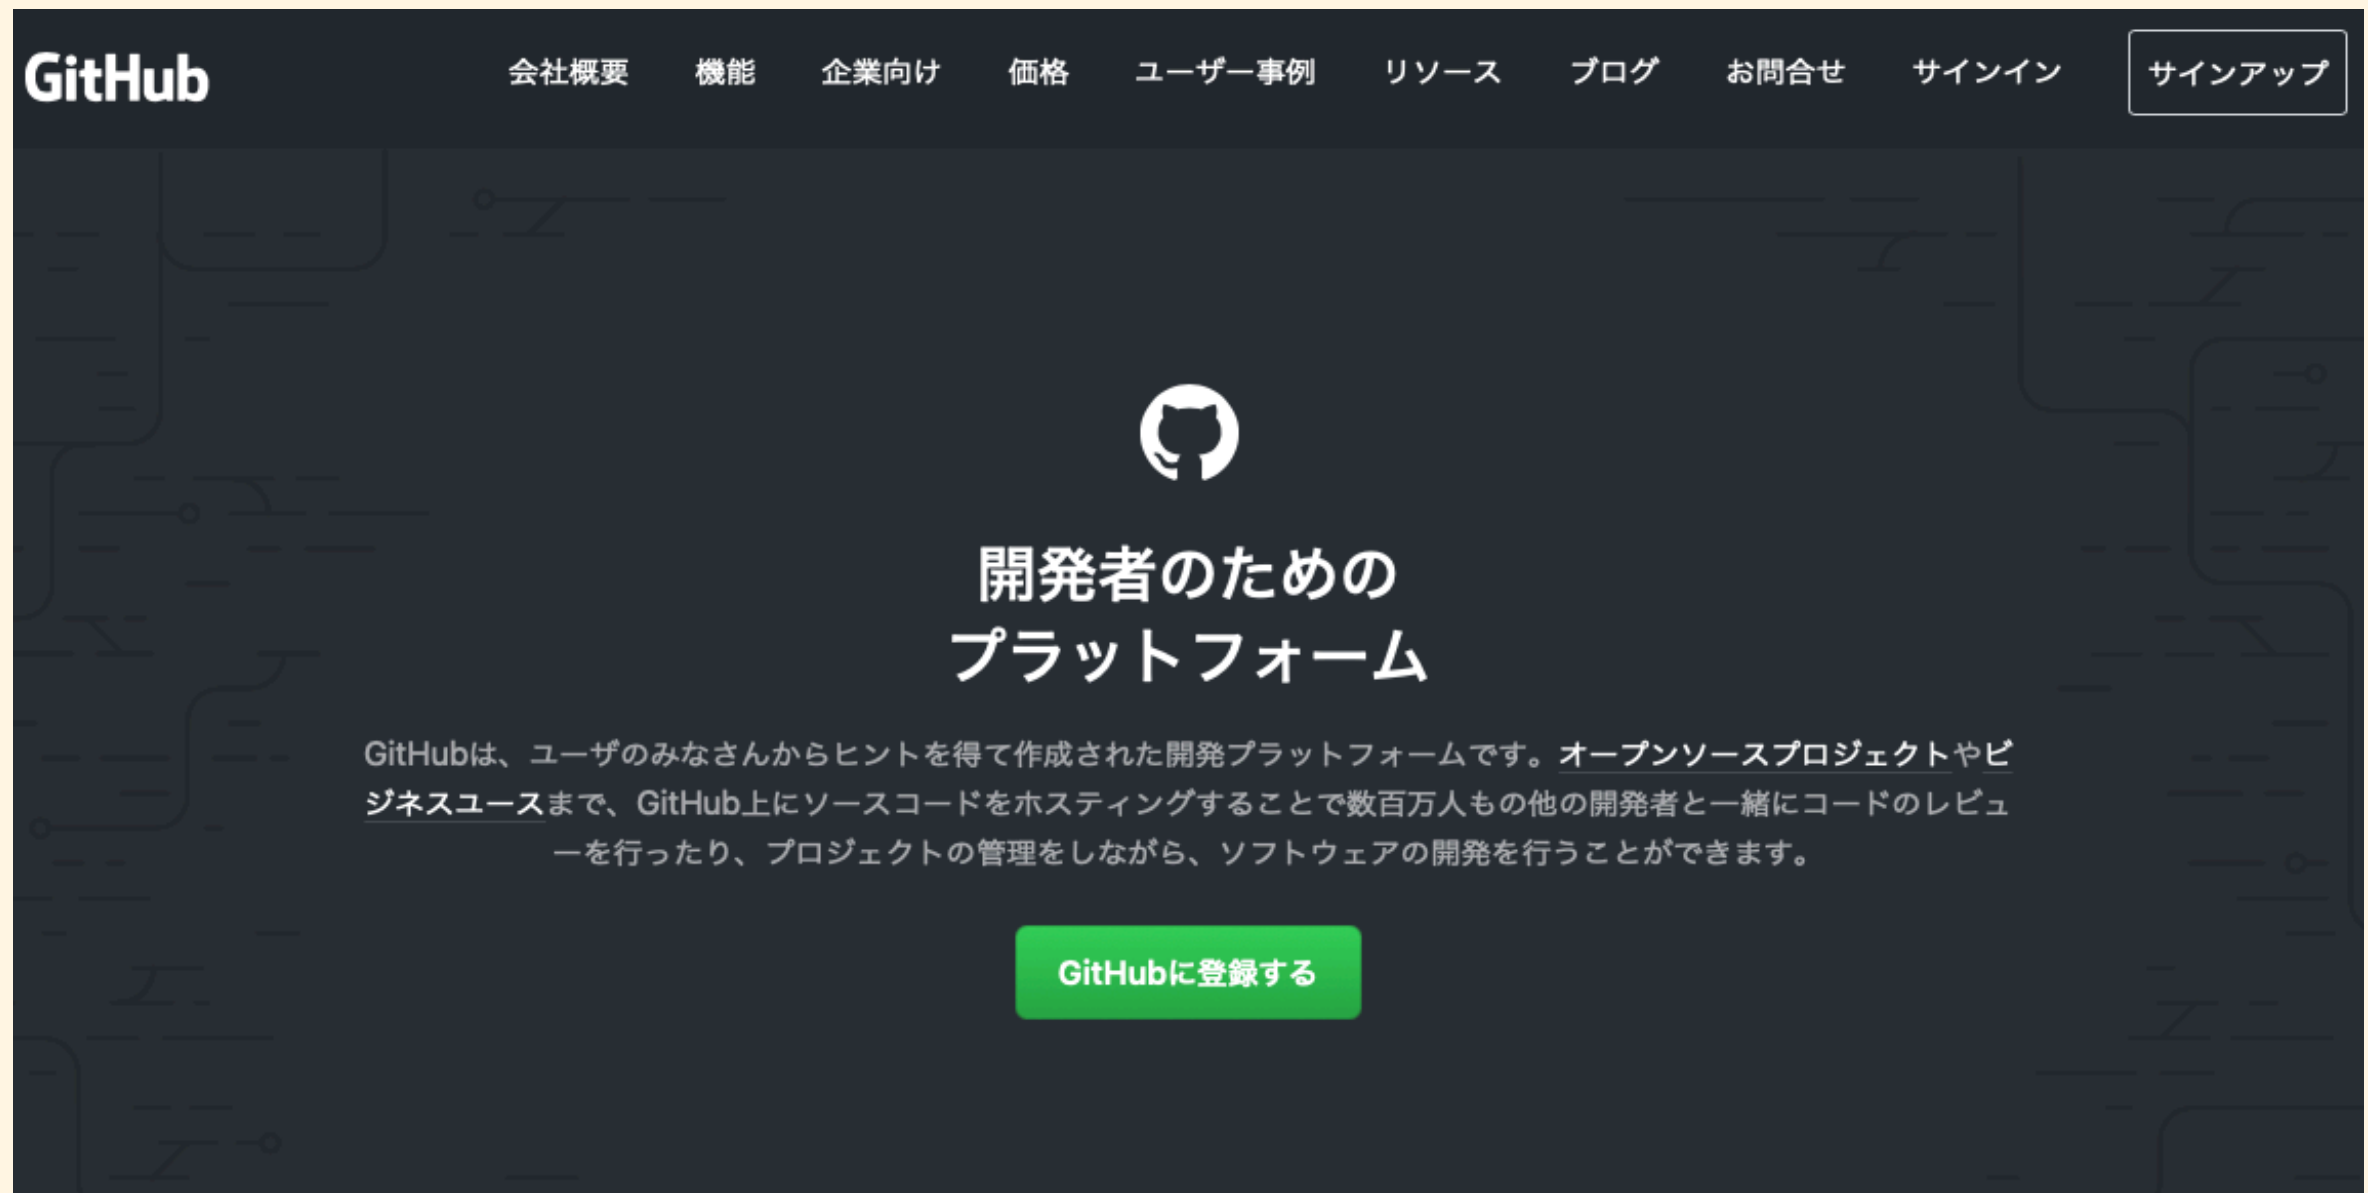 GitHub
会社概要 機能 企業向け 価格 ユーザー事例 リソース ブログ お問合せ サインイン サインアップ
開発者のための
プラットフォーム
GitHubは、ユーザのみなさんからヒントを得て作成された開発プラットフォームです。オープンソースプロジェクトやビ
ジネスユースまで、GitHub上にソースコードをホスティングすることで数百万人もの他の開発者と一緒にコードのレビュ
ーを行ったり、プロジェクトの管理をしながら、ソフトウェアの開発を行うことができます。
GitHubに登録する